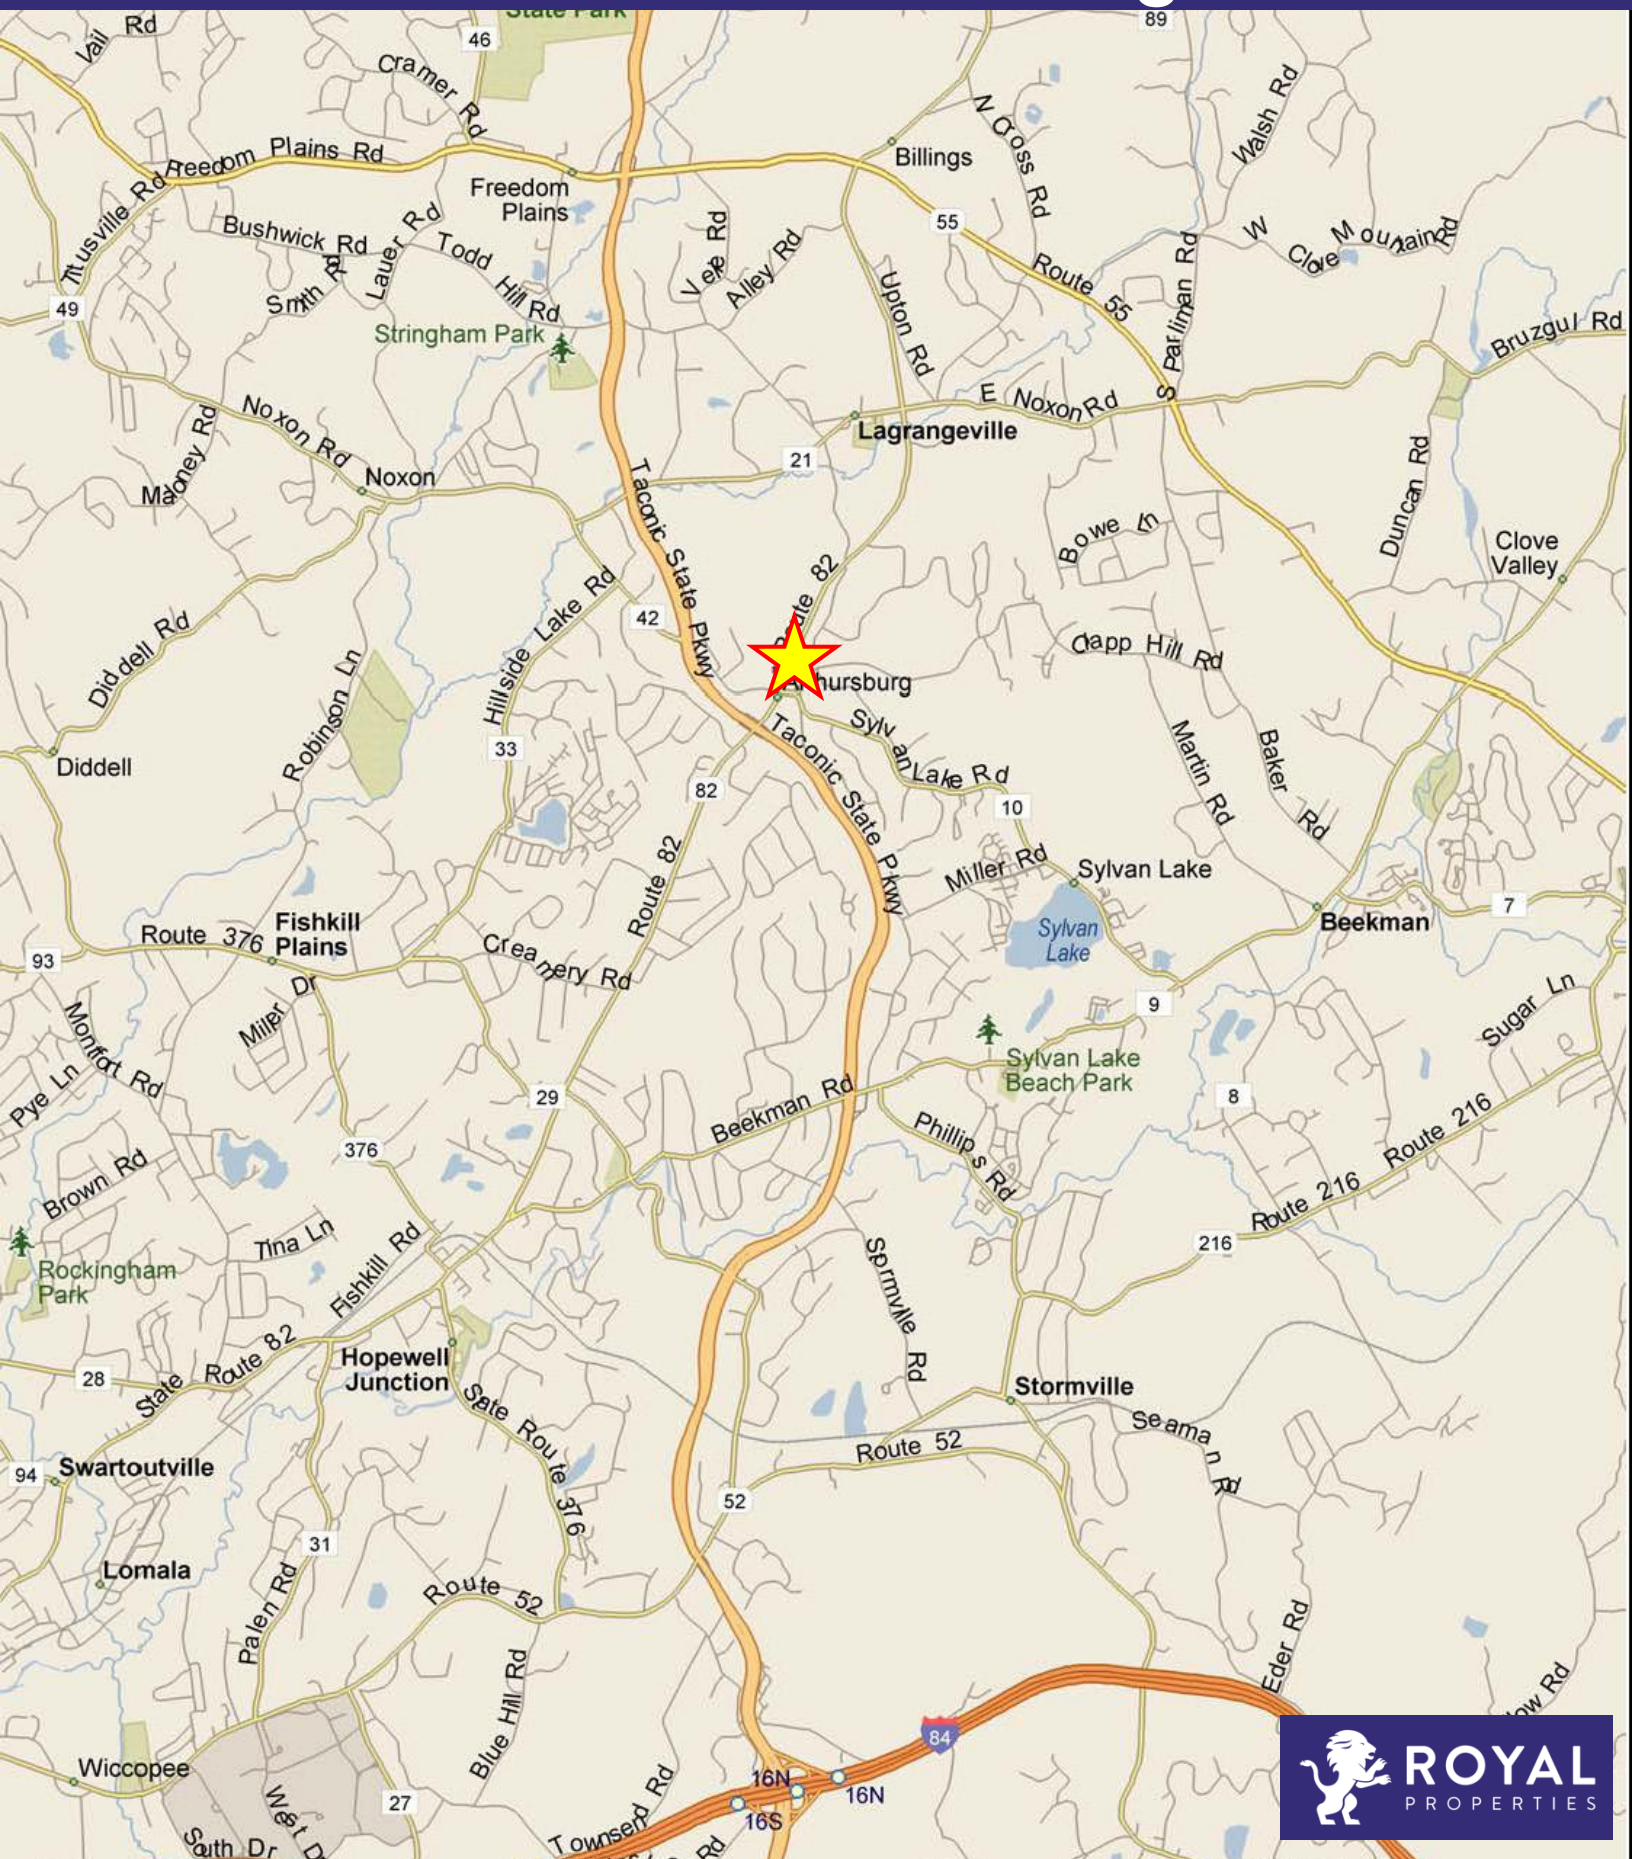 State Park
89
Vail Rd
46
Cramer Rd
N Cross Rd
Walsh Rd
Billings
Freedom Plains Rd
Freedom
Plains
Titusville Rd
Bushwick Rd
Lauer Rd
Todd Hill Rd
Smith Rd
Alley Rd
55
Route 55
W Clove Mountain Rd
S Parliman Rd
Upton Rd
49
Stringham Park
Bruzgul Rd
E Noxon Rd
Lagrangeville
Noxon Rd
Maloney Rd
21
Noxon
Taconic State Pkwy
Duncan Rd
Bowe Ln
Clove
Valley
Route 82
Hillside Lake Rd
42
Diddell Rd
Clapp Hill Rd
Robinson Ln
Sylvan Lake Rd
Taconic State Pkwy
Martin Rd
Baker Rd
33
Diddell
82
10
Route 82
Miller Rd
Sylvan Lake
Sylvan
Lake
7
Beekman
Fishkill
Plains
Route 376
93
Creamery Rd
Miller Dr
9
Sugar Ln
Montfort Rd
Sylvan Lake
Beach Park
Pye Ln
29
Beekman Rd
8
Phillips Rd
Route 216
376
Brown Rd
Route 216
216
Tina Ln
Fishkill Rd
Rockingham
Park
Stormville Rd
State Route 82
28
Hopewell
Junction
Stormville
State Route 376
Seaman Rd
Route 52
Swartoutville
94
52
31
Lomala
Palen Rd
Route 52
Eder Rd
Blue Hill Rd
ow Rd
84
Wiccopee
27
16N
16N
16S
Townsend Rd
Rd
West D
South Dr
ROYAL
PROPERTIES